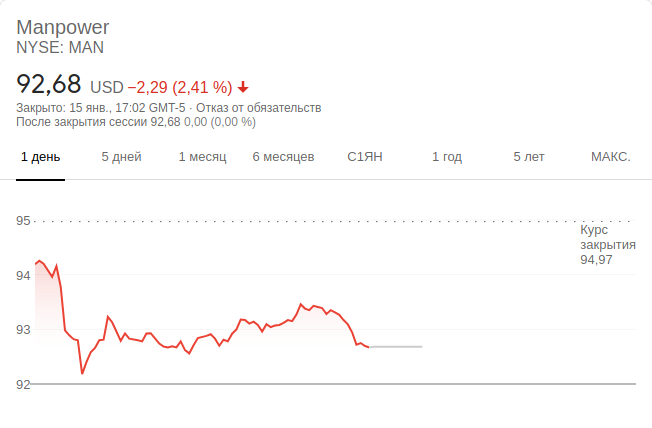 Manpower
NYSE: MAN
92,68 USD −2,29 (2,41 %)
Закрыто: 15 янв., 17:02 GMT-5 · Отказ от обязательств
После закрытия сессии 92,68 0,00 (0,00 %)
1 день 5 дней 1 месяц 6 месяцев С1ЯН 1 год 5 лет МАКС.
95
Курс
закрытия
94,97
94
93
92